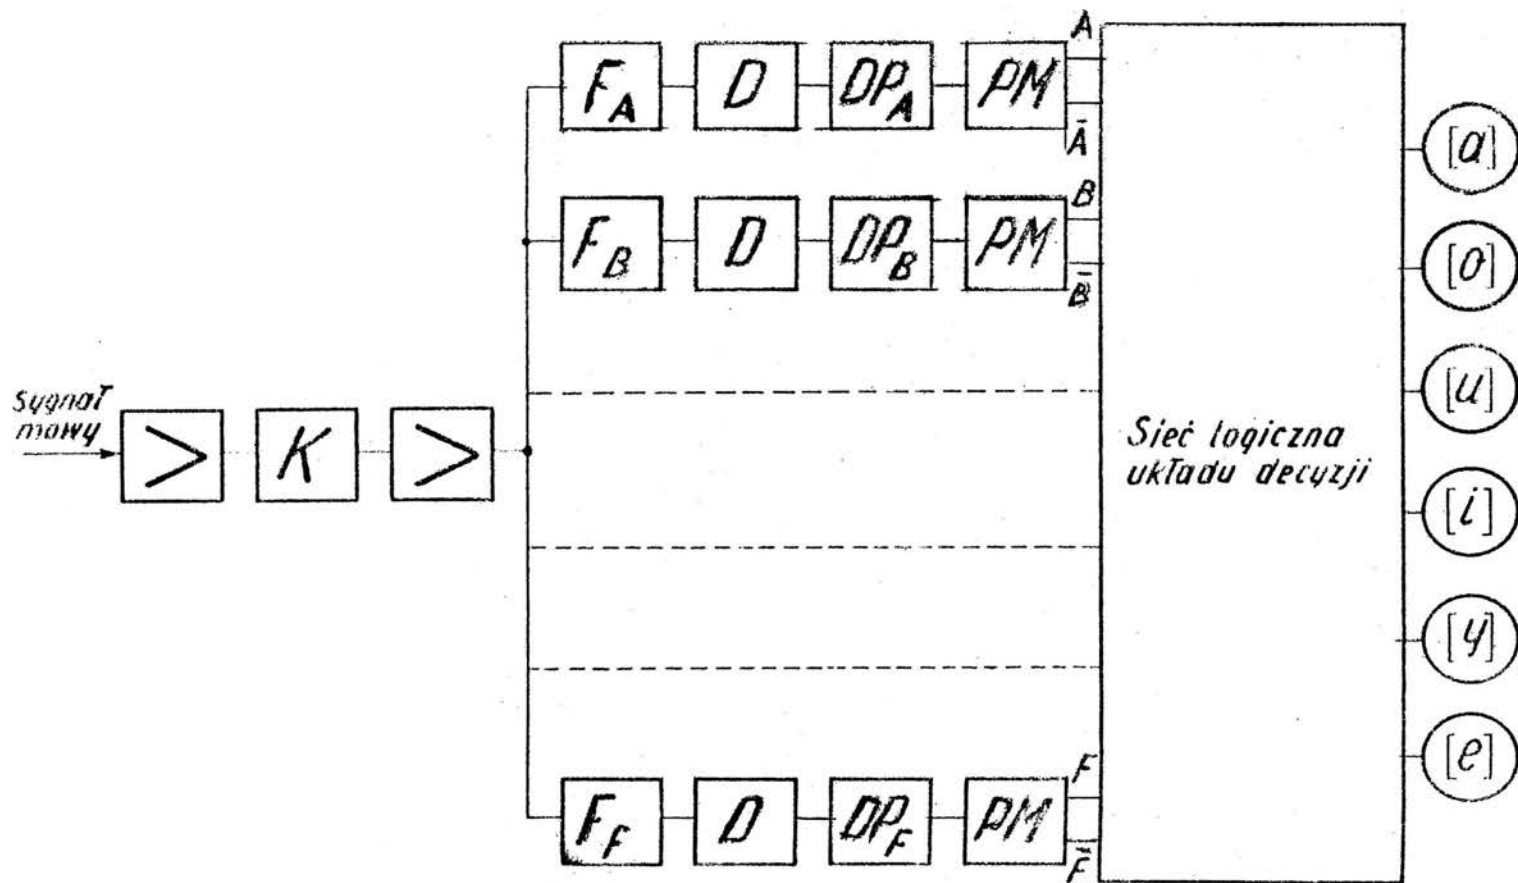 A
F_A D DP_A PM
Ā
[a]
B
F_B D DP_B PM
B̄
[o]
sygnał
mowy
> K >
[u]
Sieć logiczna
układu decyzji
[i]
[y]
[e]
F
F_F D DP_F PM
F̄